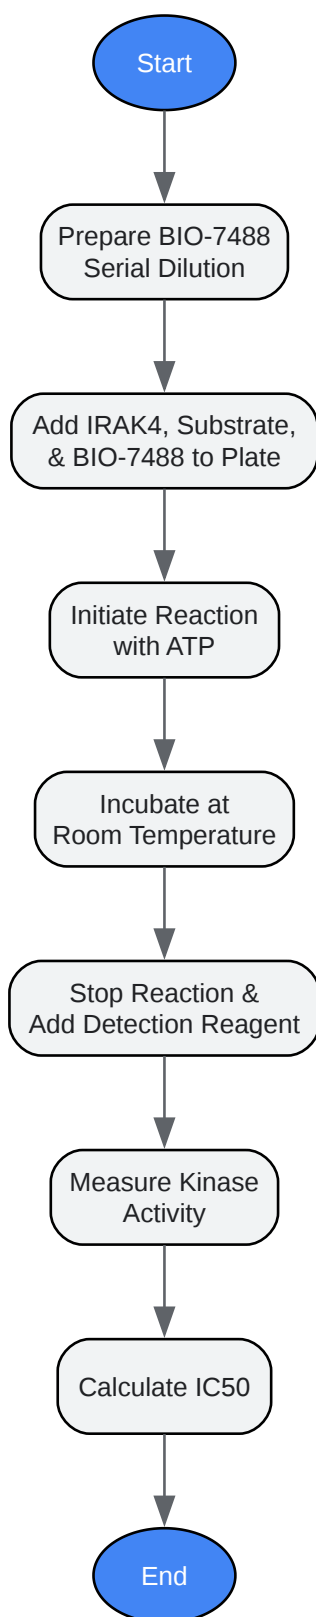 Start
Prepare BIO-7488
Serial Dilution
Add IRAK4, Substrate,
& BIO-7488 to Plate
Initiate Reaction
with ATP
Incubate at
Room Temperature
Stop Reaction &
Add Detection Reagent
Measure Kinase
Activity
Calculate IC50
End